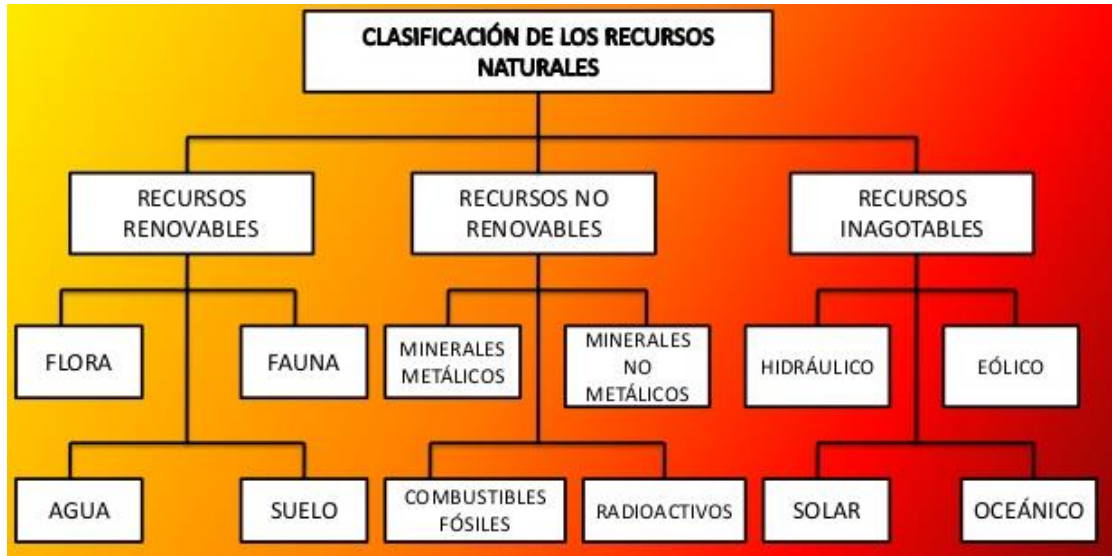 CLASIFICACIÓN DE LOS RECURSOS
NATURALES
RECURSOS
RENOVABLES
RECURSOS NO
RENOVABLES
RECURSOS
INAGOTABLES
FLORA
FAUNA
MINERALES
METÁLICOS
MINERALES
NO
METÁLICOS
HIDRÁULICO
EÓLICO
AGUA
SUELO
COMBUSTIBLES
FÓSILES
RADIOACTIVOS
SOLAR
OCEÁNICO